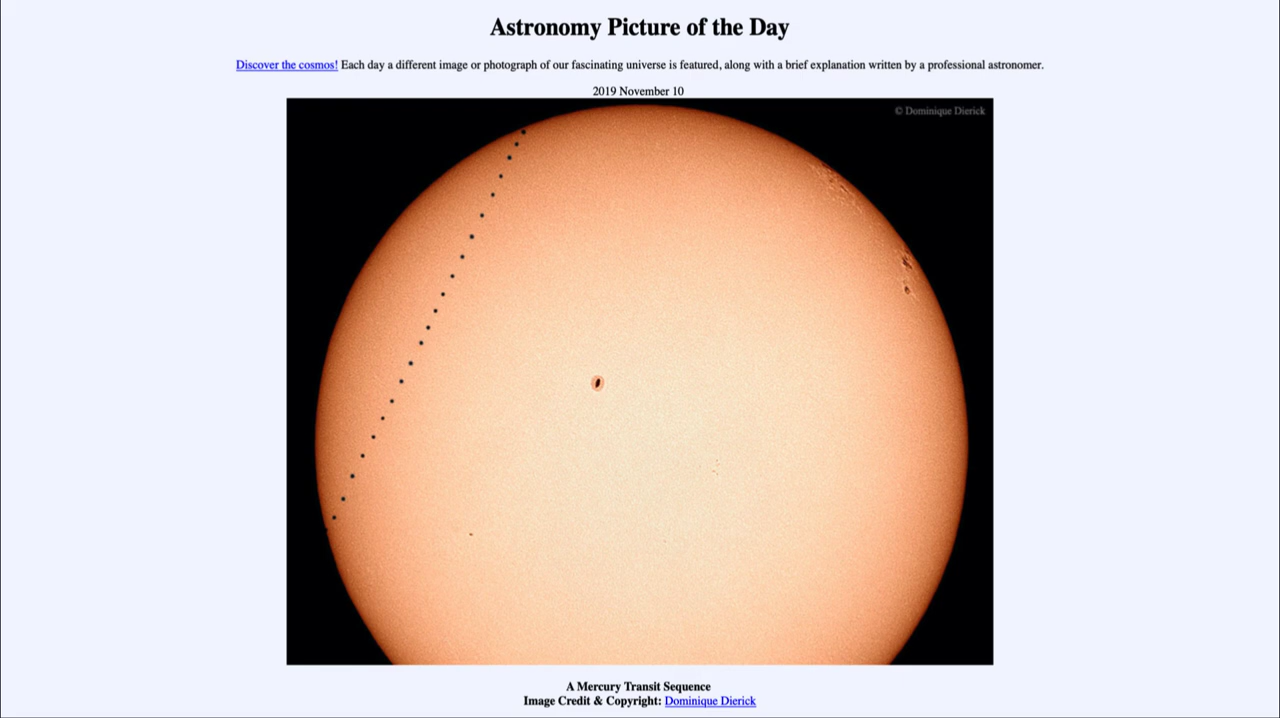 Astronomy Picture of the Day
Discover the cosmos! Each day a different image or photograph of our fascinating universe is featured, along with a brief explanation written by a professional astronomer.
2019 November 10
© Dominique Dierick
A Mercury Transit Sequence
Image Credit & Copyright: Dominique Dierick